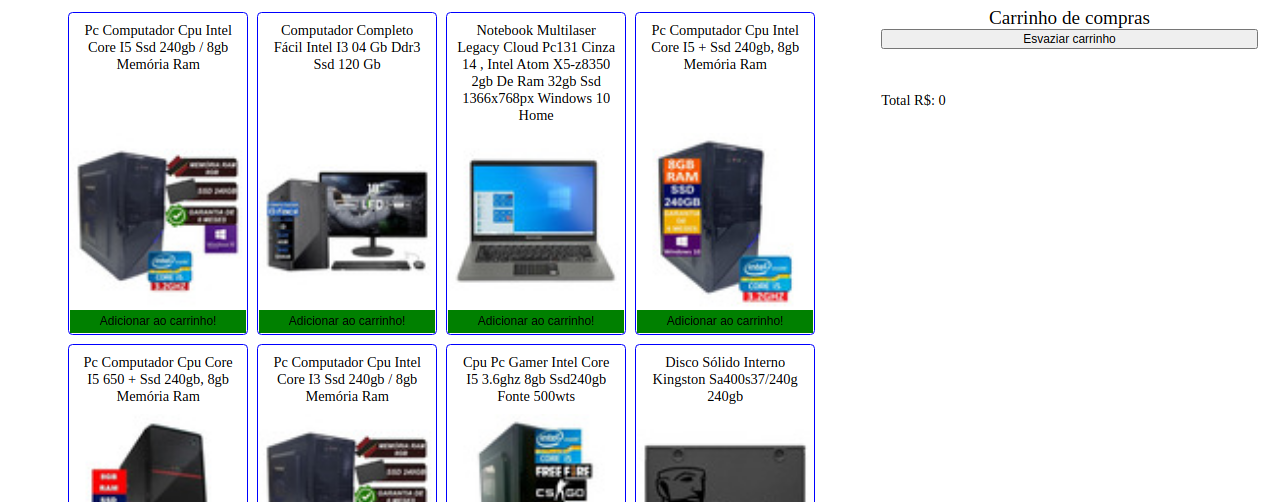 Pc Computador Cpu Intel
Core I5 Ssd 240gb / 8gb
Memória Ram
MEMÓRIA RAM
8GB
SSD 240GB
GARANTIA DE
6 MESES
intel
CORE i5
3.2GHZ
Adicionar ao carrinho!
Computador Completo
Fácil Intel I3 04 Gb Ddr3
Ssd 120 Gb
LED
Adicionar ao carrinho!
Notebook Multilaser
Legacy Cloud Pc131 Cinza
14 , Intel Atom X5-z8350
2gb De Ram 32gb Ssd
1366x768px Windows 10
Home
Adicionar ao carrinho!
Pc Computador Cpu Intel
Core I5 + Ssd 240gb, 8gb
Memória Ram
8GB
RAM
SSD
240GB
GARANTIA
DE
6 MESES
Windows 10
intel
CORE i5
3.2GHZ
Adicionar ao carrinho!
Carrinho de compras
Esvaziar carrinho
Total R$: 0
Pc Computador Cpu Core
I5 650 + Ssd 240gb, 8gb
Memória Ram
8GB
RAM
SSD
Pc Computador Cpu Intel
Core I3 Ssd 240gb / 8gb
Memória Ram
MEMÓRIA RAM
8GB
SSD 240GB
GARANTIA DE
Cpu Pc Gamer Intel Core
I5 3.6ghz 8gb Ssd240gb
Fonte 500wts
intel
CORE i5
FREE FIRE
CS:GO
Disco Sólido Interno
Kingston Sa400s37/240g
240gb